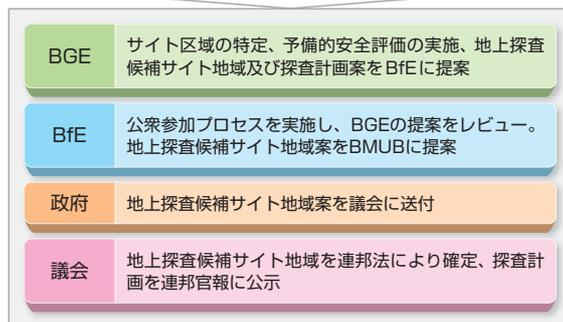 BGE
サイト区域の特定、予備的安全評価の実施、地上探査
候補サイト地域及び探査計画案をBfEに提案
BfE
公衆参加プロセスを実施し、BGEの提案をレビュー。
地上探査候補サイト地域案をBMUBに提案
政府
地上探査候補サイト地域案を議会に送付
議会
地上探査候補サイト地域を連邦法により確定、探査計
画を連邦官報に公示